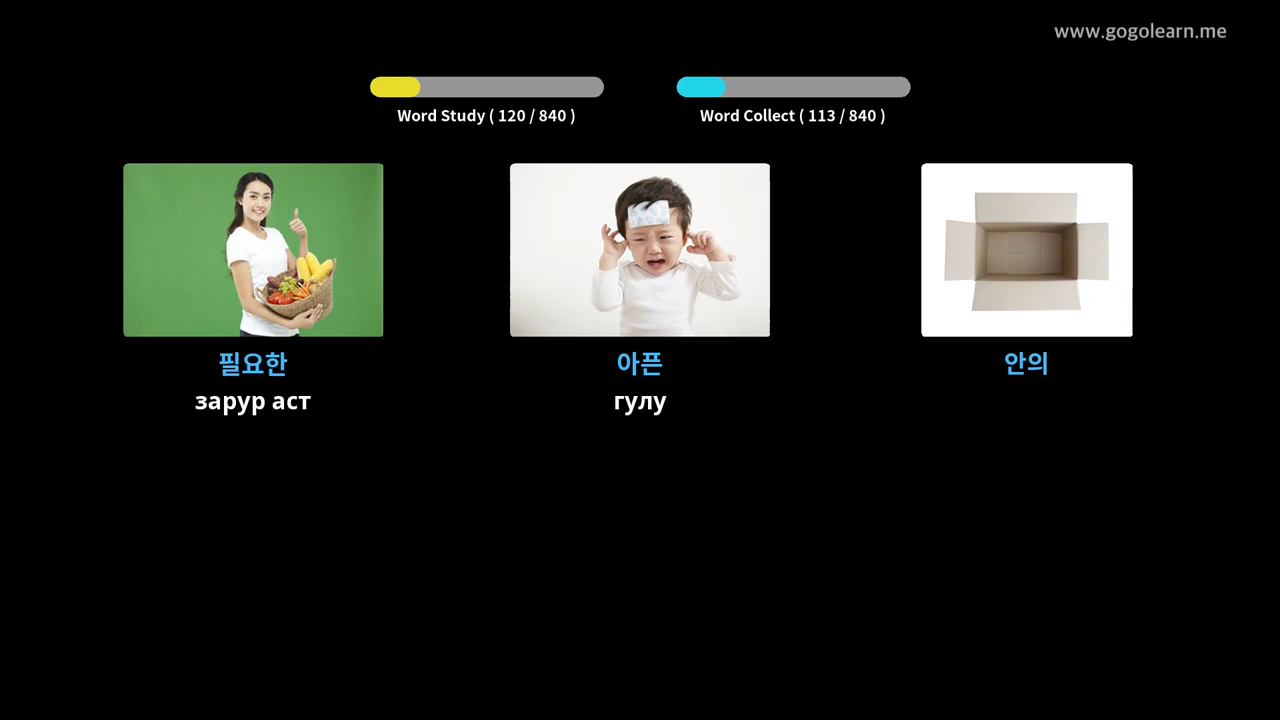 www.gogolearn.me
Word Study ( 120 / 840 )
Word Collect ( 113 / 840 )
필요한
아픈
안의
зарур аст
гулу